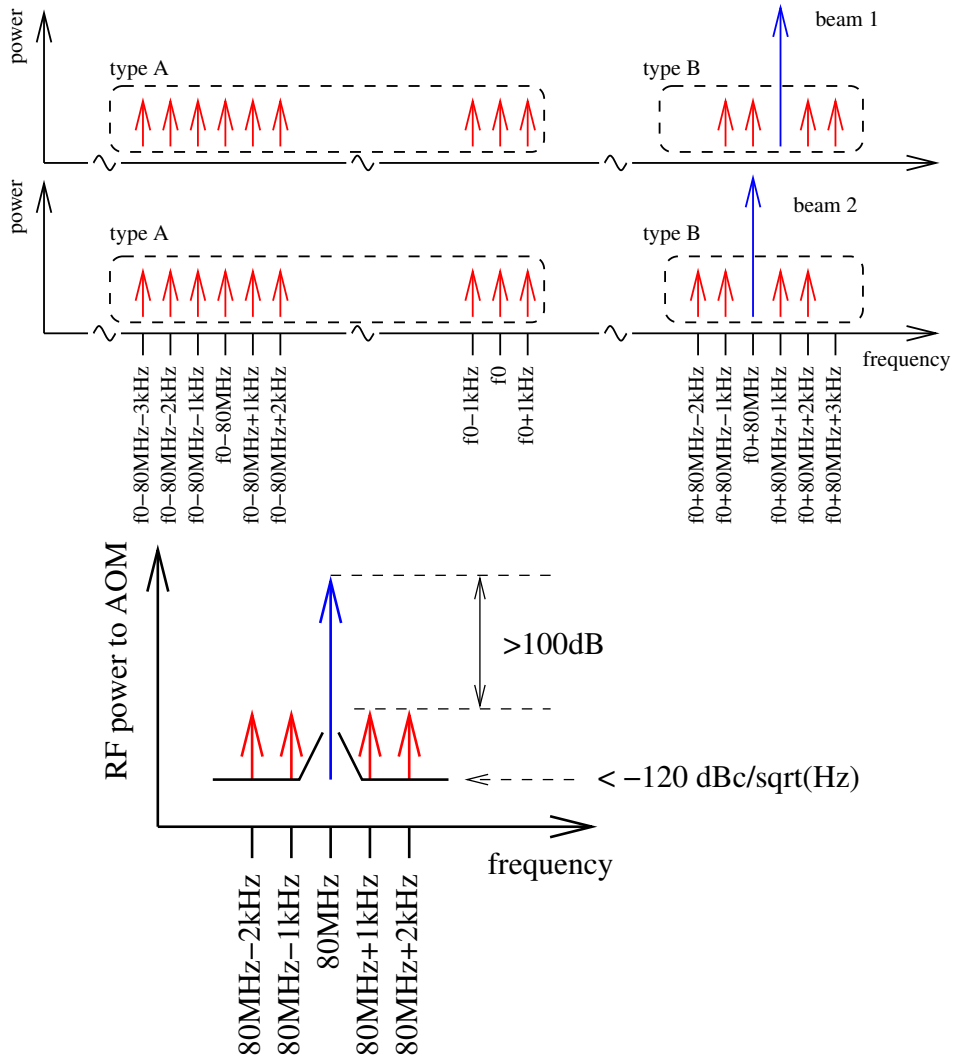 power
beam 1
type A
type B
power
beam 2
type A
type B
frequency
f0−80MHz−3kHz
f0−80MHz−2kHz
f0−80MHz−1kHz
f0−80MHz
f0−80MHz+1kHz
f0−80MHz+2kHz
f0−1kHz
f0
f0+1kHz
f0+80MHz−2kHz
f0+80MHz−1kHz
f0+80MHz
f0+80MHz+1kHz
f0+80MHz+2kHz
f0+80MHz+3kHz
RF power to AOM
>100dB
< −120 dBc/sqrt(Hz)
frequency
80MHz−2kHz
80MHz−1kHz
80MHz
80MHz+1kHz
80MHz+2kHz